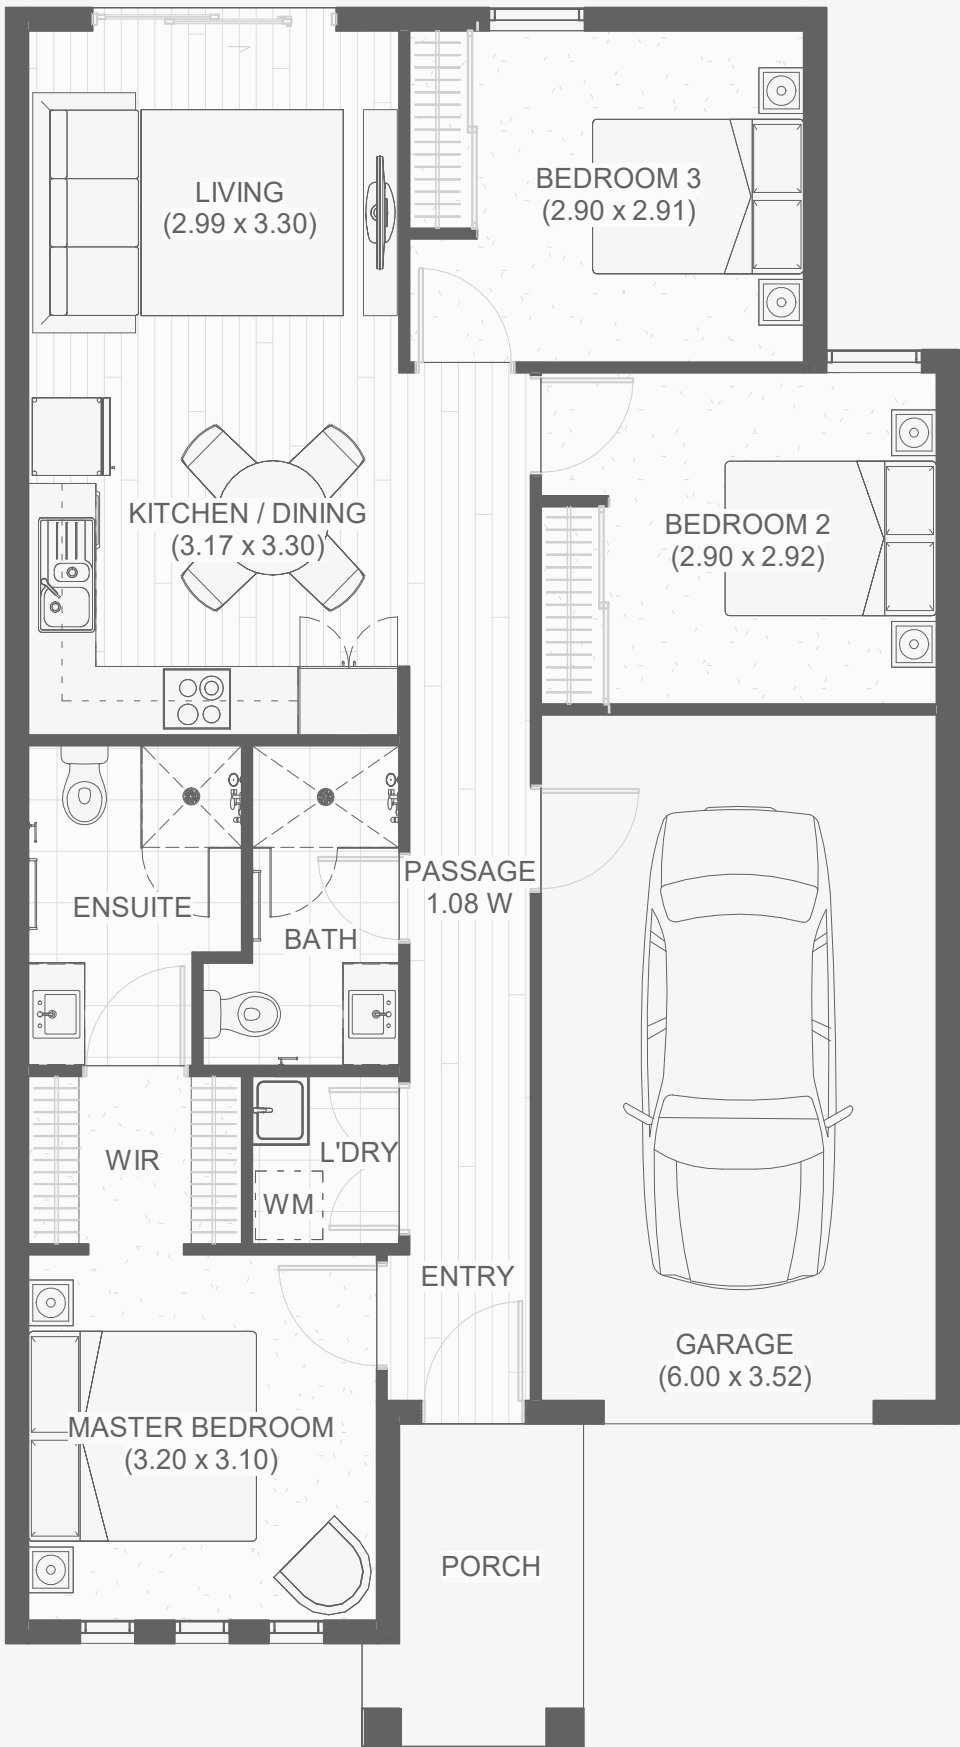 LIVING
(2.99 x 3.30)
BEDROOM 3
(2.90 x 2.91)
KITCHEN / DINING
(3.17 x 3.30)
BEDROOM 2
(2.90 x 2.92)
PASSAGE
1.08 W
ENSUITE
BATH
WIR
L'DRY
WM
ENTRY
GARAGE
(6.00 x 3.52)
MASTER BEDROOM
(3.20 x 3.10)
PORCH